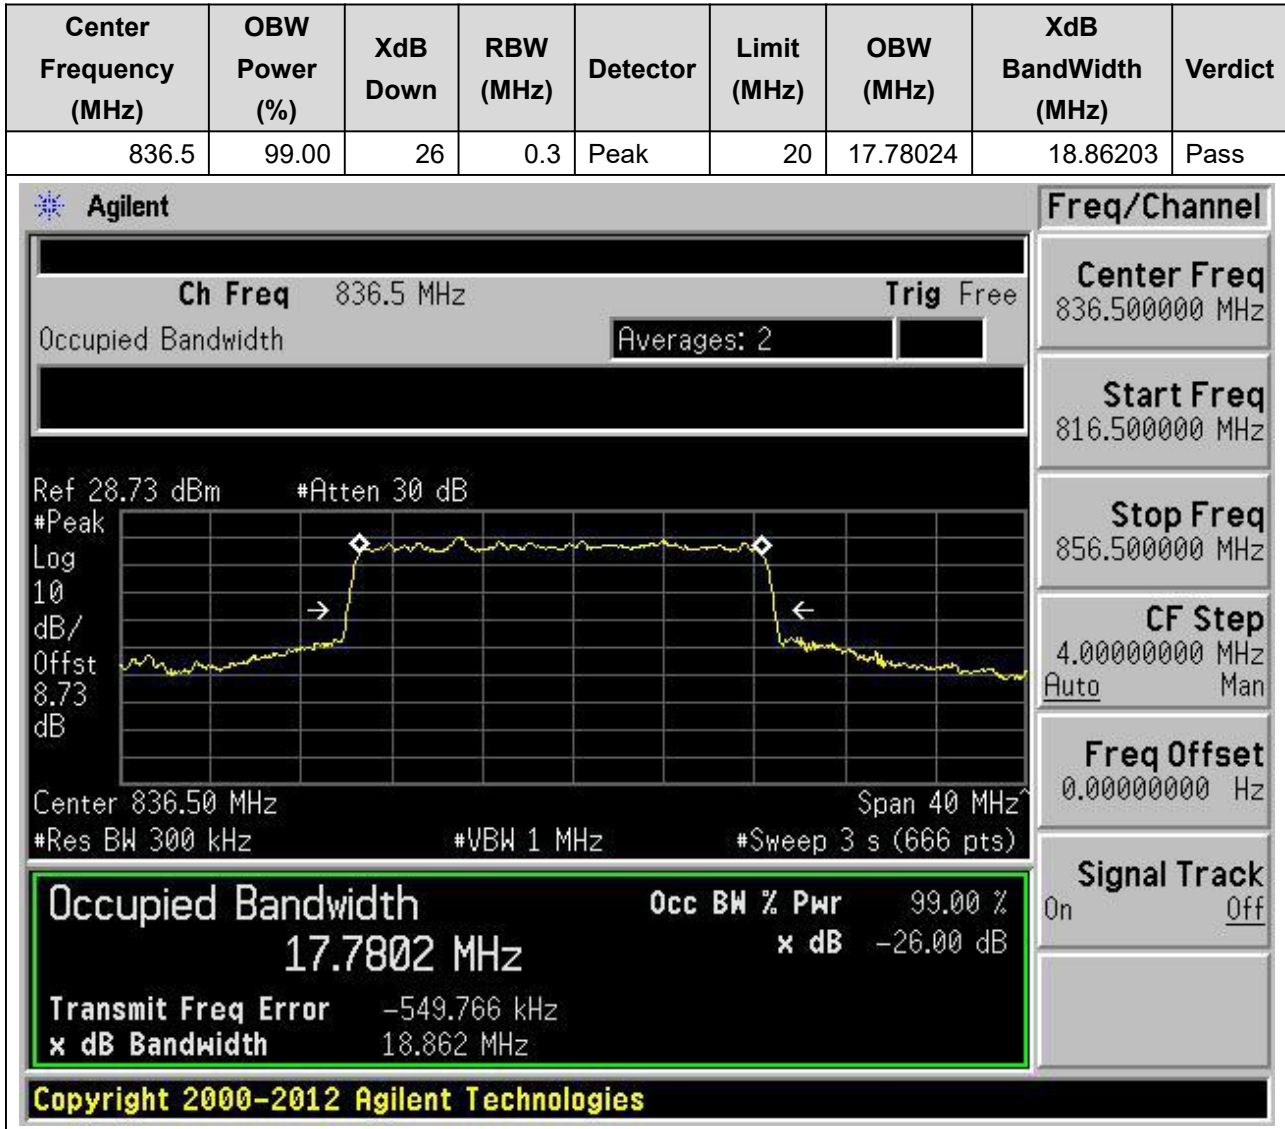 Center Frequency (MHz) OBW Power (%) XdB Down RBW (MHz) Detector Limit (MHz) OBW (MHz) XdB BandWidth (MHz) Verdict
836.5 99.00 26 0.3 Peak 20 17.78024 18.86203 Pass
Agilent
Freq/Channel
Ch Freq 836.5 MHz Trig Free
Occupied Bandwidth Averages: 2
Center Freq
836.500000 MHz
Start Freq
816.500000 MHz
Stop Freq
856.500000 MHz
CF Step
4.00000000 MHz
Auto Man
Freq Offset
0.00000000 Hz
Signal Track
On Off
Ref 28.73 dBm #Atten 30 dB
#Peak
Log
10
dB/
Offst
8.73
dB
Center 836.50 MHz Span 40 MHz^
#Res BW 300 kHz #VBW 1 MHz #Sweep 3 s (666 pts)
Occupied Bandwidth Occ BW % Pwr 99.00 %
17.7802 MHz x dB -26.00 dB
Transmit Freq Error -549.766 kHz
x dB Bandwidth 18.862 MHz
Copyright 2000-2012 Agilent Technologies